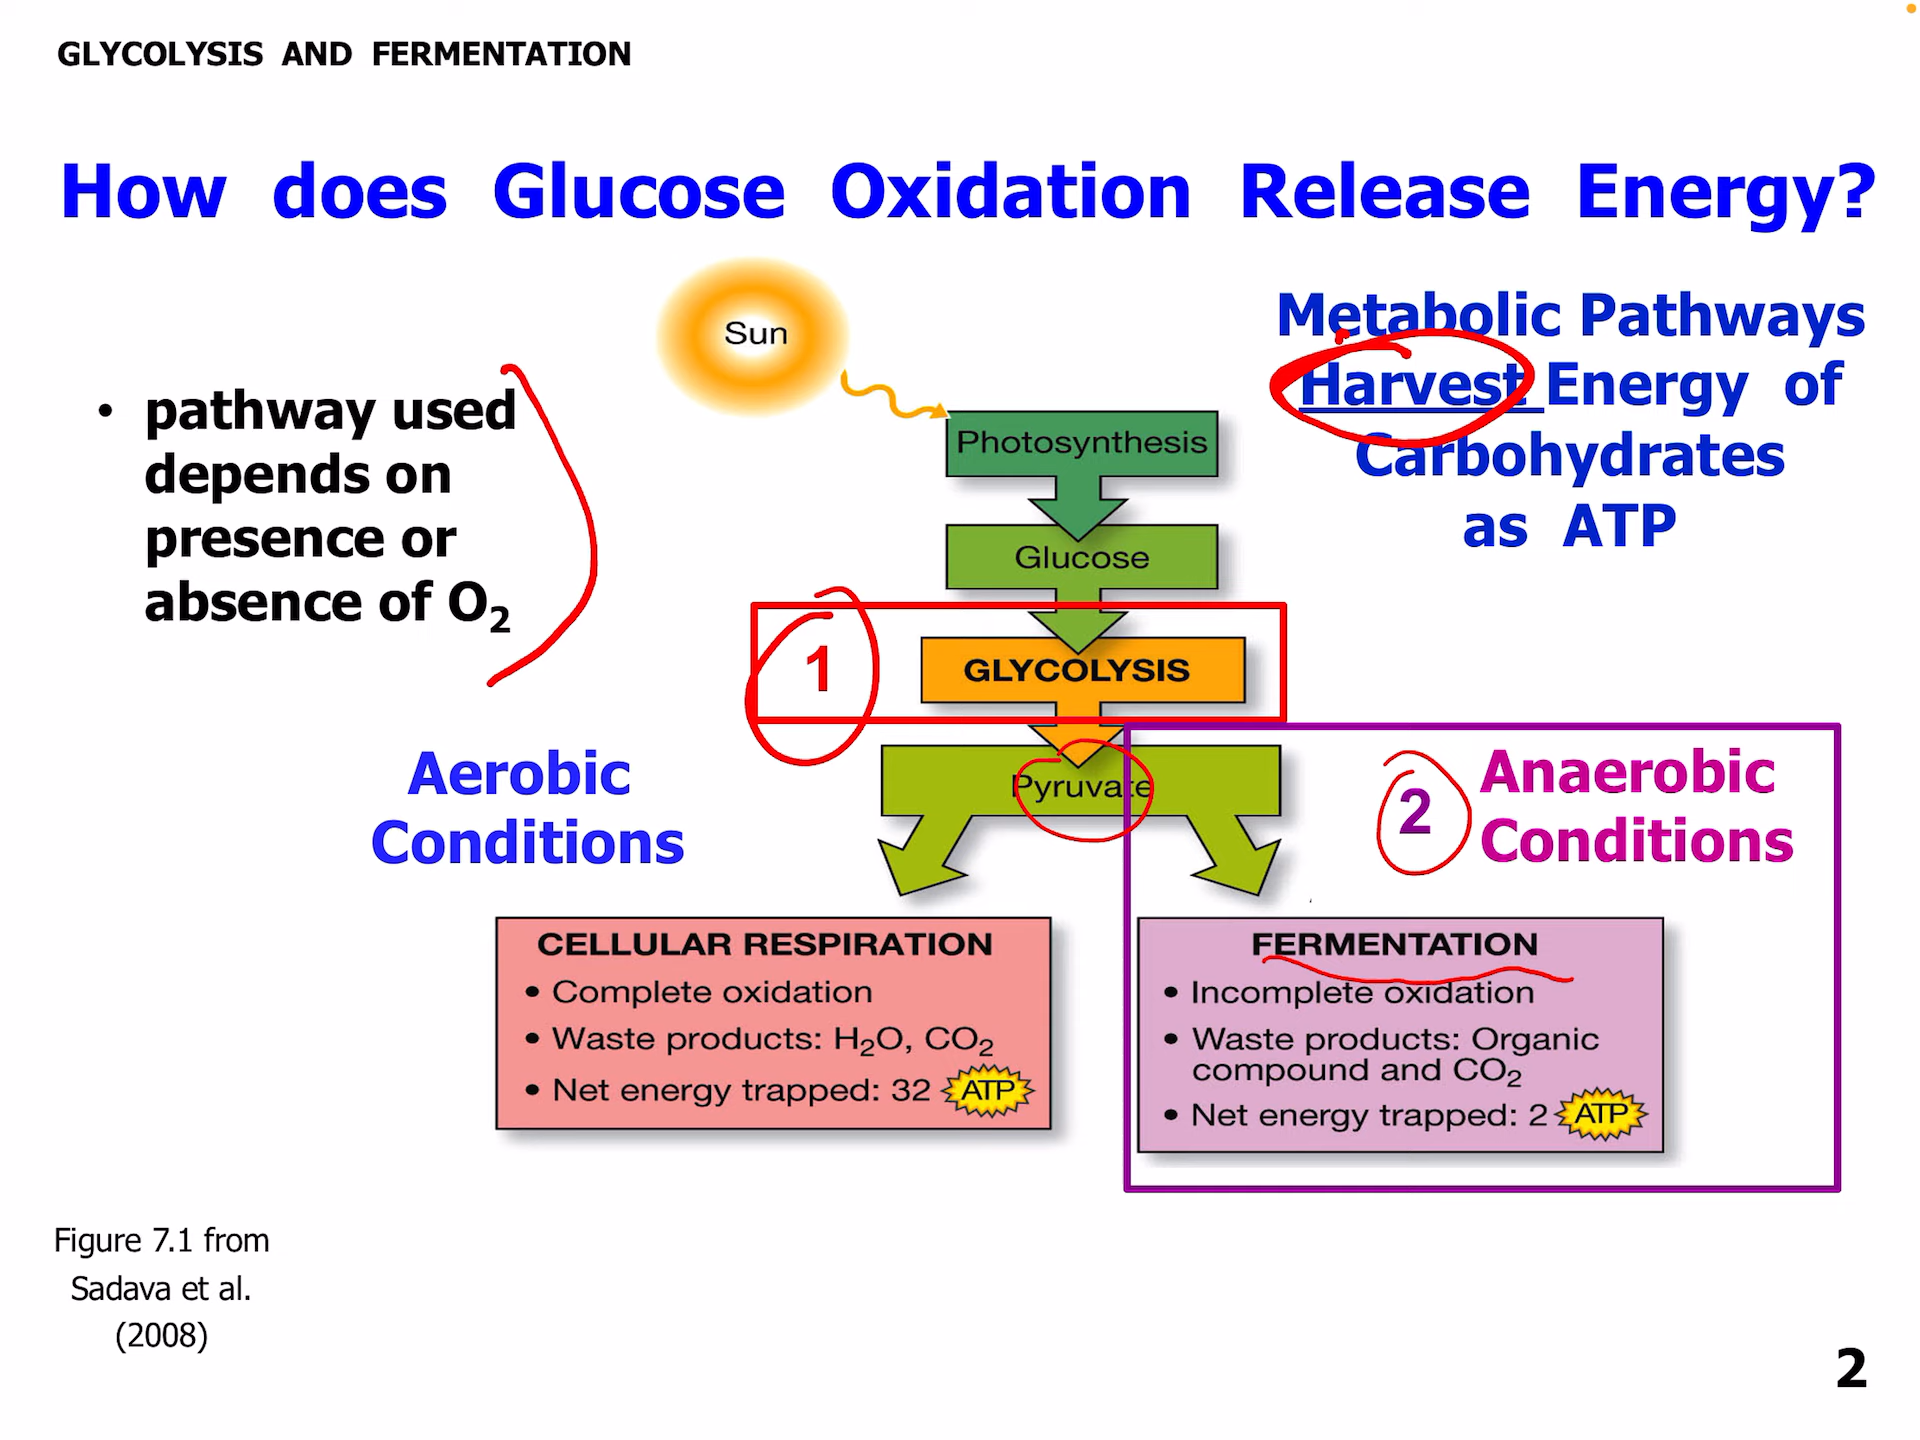 GLYCOLYSIS AND FERMENTATION
How does Glucose Oxidation Release Energy?
Sun
Metabolic Pathways
Harvest Energy of
Carbohydrates
as ATP
• pathway used
depends on
presence or
absence of O₂
Photosynthesis
Glucose
1
GLYCOLYSIS
Pyruvate
Aerobic
Conditions
2
Anaerobic
Conditions
CELLULAR RESPIRATION
• Complete oxidation
• Waste products: H₂O, CO₂
• Net energy trapped: 32 ATP
FERMENTATION
• Incomplete oxidation
• Waste products: Organic
compound and CO₂
• Net energy trapped: 2 ATP
Figure 7.1 from
Sadava et al.
(2008)
2